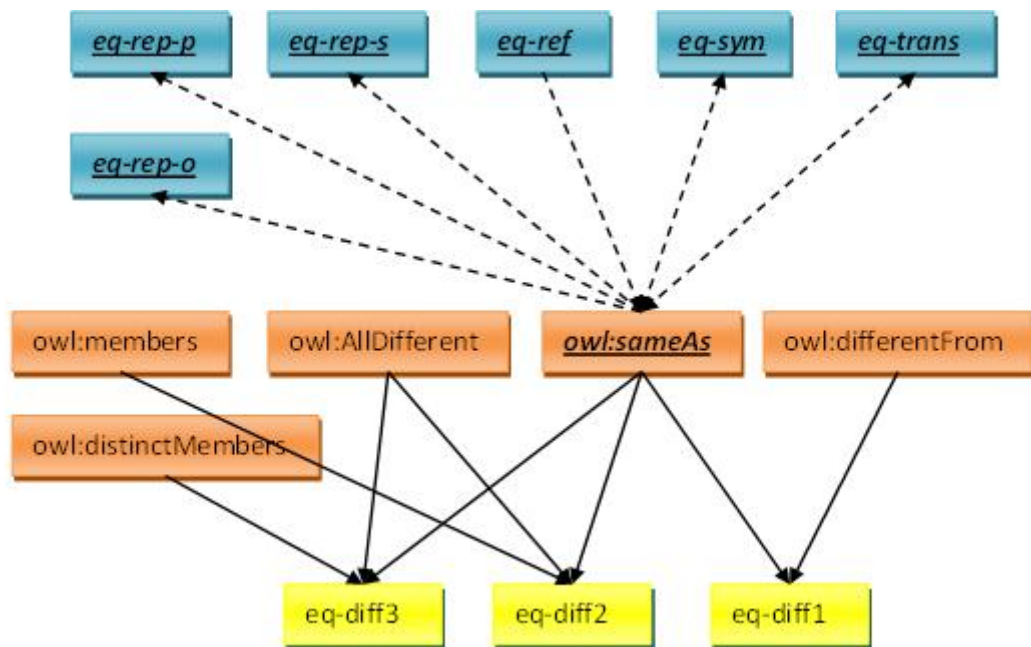 eq-rep-p
eq-rep-s
eq-ref
eq-sym
eq-trans
eq-rep-o
owl:members
owl:AllDifferent
owl:sameAs
owl:differentFrom
owl:distinctMembers
eq-diff3
eq-diff2
eq-diff1